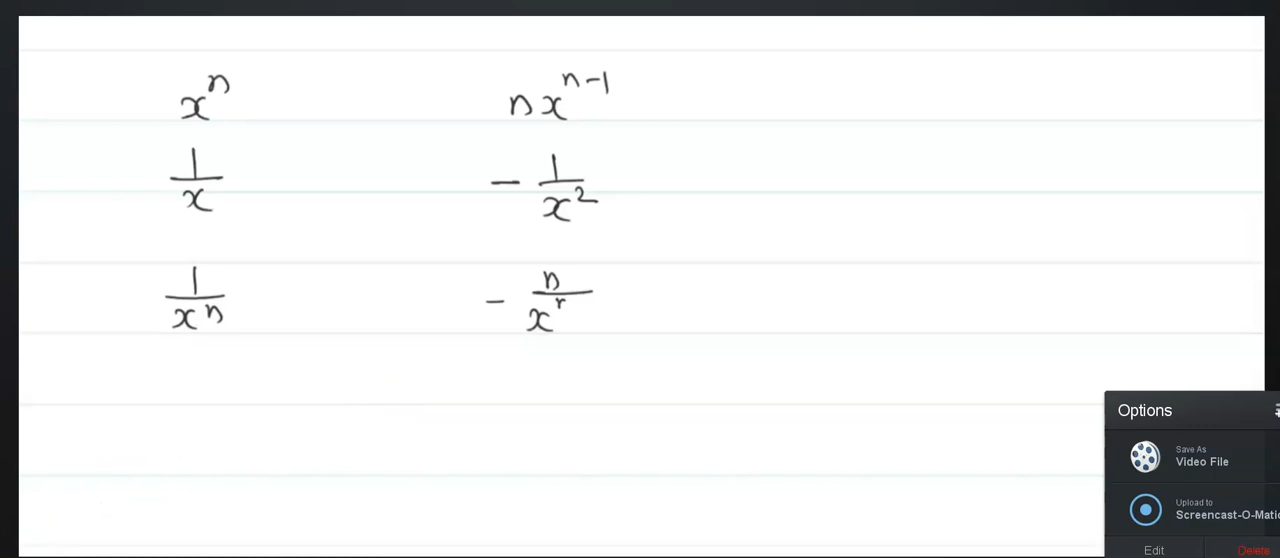 xⁿ    nxⁿ⁻¹
1/x    - 1/x²
1/xⁿ    - n/xʳ
Options
Save As
Video File
Upload to
Screencast-O-Mati
Edit    Delete